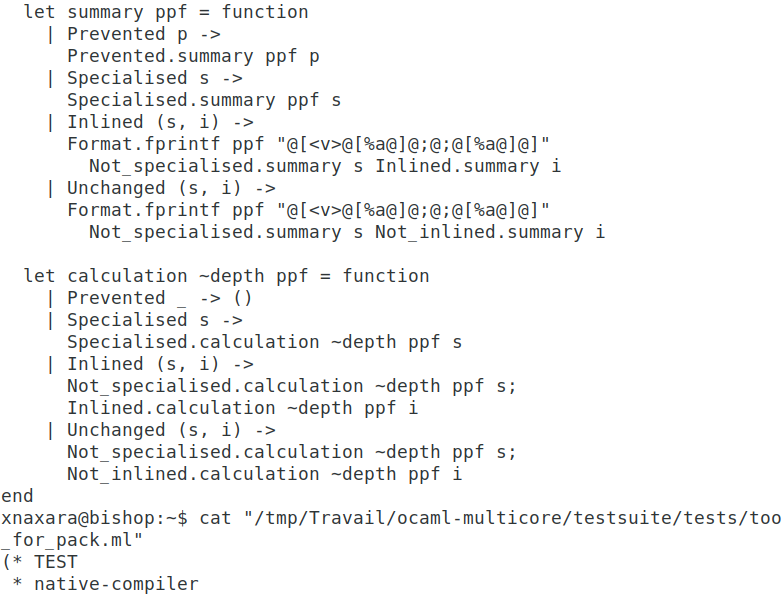 let summary ppf = function
    | Prevented p ->
      Prevented.summary ppf p
    | Specialised s ->
      Specialised.summary ppf s
    | Inlined (s, i) ->
      Format.fprintf ppf "@[<v>@[%a@]@;@;@[%a@]@]"
        Not_specialised.summary s Inlined.summary i
    | Unchanged (s, i) ->
      Format.fprintf ppf "@[<v>@[%a@]@;@;@[%a@]@]"
        Not_specialised.summary s Not_inlined.summary i

  let calculation ~depth ppf = function
    | Prevented _ -> ()
    | Specialised s ->
      Specialised.calculation ~depth ppf s
    | Inlined (s, i) ->
      Not_specialised.calculation ~depth ppf s;
      Inlined.calculation ~depth ppf i
    | Unchanged (s, i) ->
      Not_specialised.calculation ~depth ppf s;
      Not_inlined.calculation ~depth ppf i
end
xnaxara@bishop:~$ cat "/tmp/Travail/ocaml-multicore/testsuite/tests/too
_for_pack.ml"
(* TEST
 * native-compiler